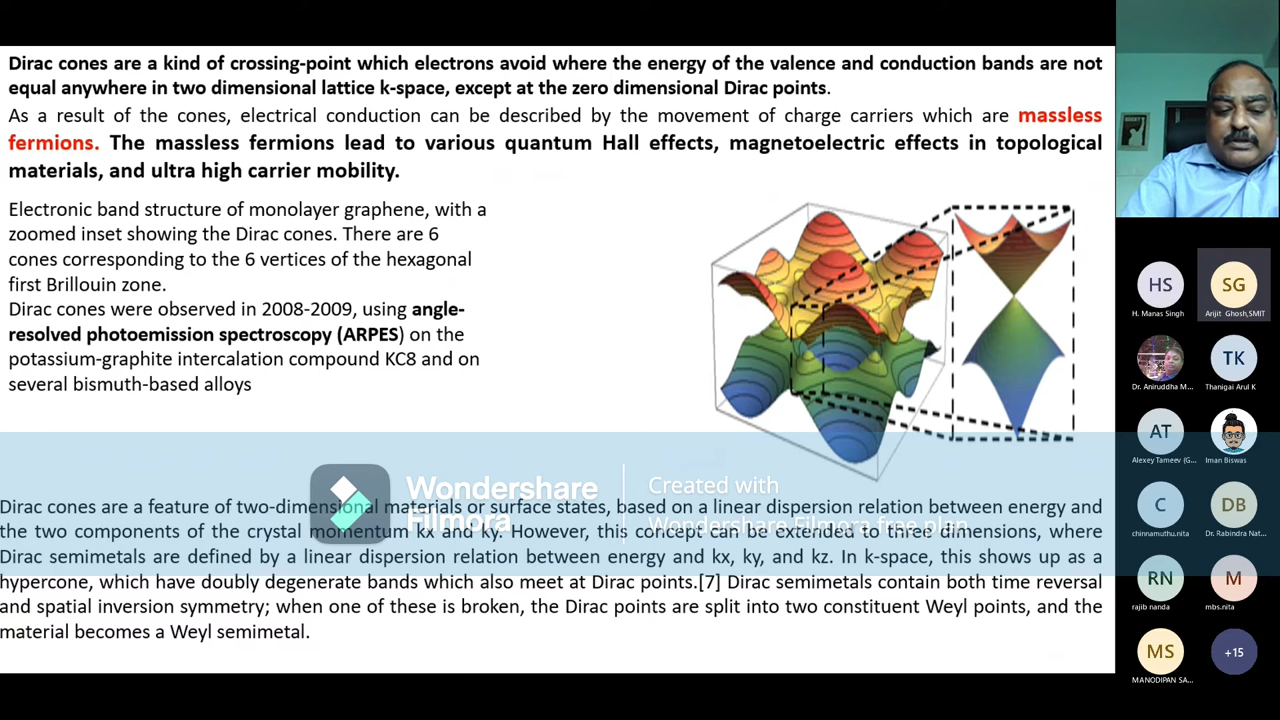 Dirac cones are a kind of crossing-point which electrons avoid where the energy of the valence and conduction bands are not
equal anywhere in two dimensional lattice k-space, except at the zero dimensional Dirac points.
As a result of the cones, electrical conduction can be described by the movement of charge carriers which are massless
fermions. The massless fermions lead to various quantum Hall effects, magnetoelectric effects in topological
materials, and ultra high carrier mobility.
Electronic band structure of monolayer graphene, with a
zoomed inset showing the Dirac cones. There are 6
cones corresponding to the 6 vertices of the hexagonal
first Brillouin zone.
Dirac cones were observed in 2008-2009, using angle-
resolved photoemission spectroscopy (ARPES) on the
potassium-graphite intercalation compound KC8 and on
several bismuth-based alloys
Wondershare
Filmora
Created with
Wondershare Filmora free plan
Dirac cones are a feature of two-dimensional materials or surface states, based on a linear dispersion relation between energy and
the two components of the crystal momentum kx and ky. However, this concept can be extended to three dimensions, where
Dirac semimetals are defined by a linear dispersion relation between energy and kx, ky, and kz. In k-space, this shows up as a
hypercone, which have doubly degenerate bands which also meet at Dirac points.[7] Dirac semimetals contain both time reversal
and spatial inversion symmetry; when one of these is broken, the Dirac points are split into two constituent Weyl points, and the
material becomes a Weyl semimetal.
HS
H. Manas Singh
SG
Arijit Ghosh,SMIT
Dr. Aniruddha M...
TK
Thanigai Arul K
AT
Alexey Tameev (G...
Iman Biswas
C
chinnamuthu.nita
DB
Dr. Rabindra Nat...
RN
rajib nanda
M
mbs.nita
MS
MANODIPAN SA...
+15